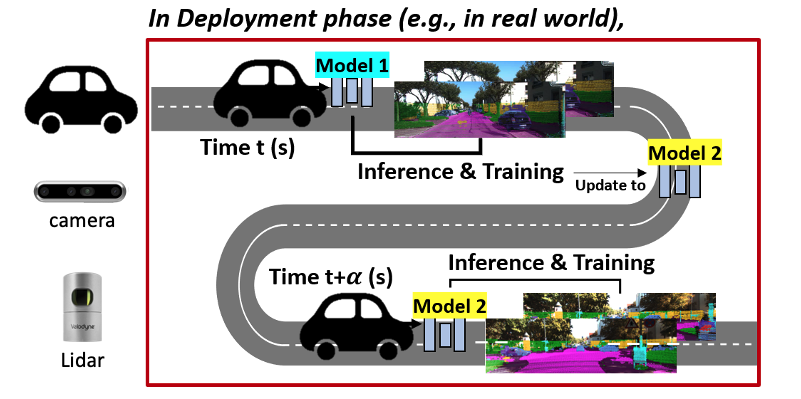 In Deployment phase (e.g., in real world),
Model 1
Time t (s)
Inference & Training
Update to
Model 2
camera
Time t+α (s)
Inference & Training
Model 2
Velodyne
Lidar